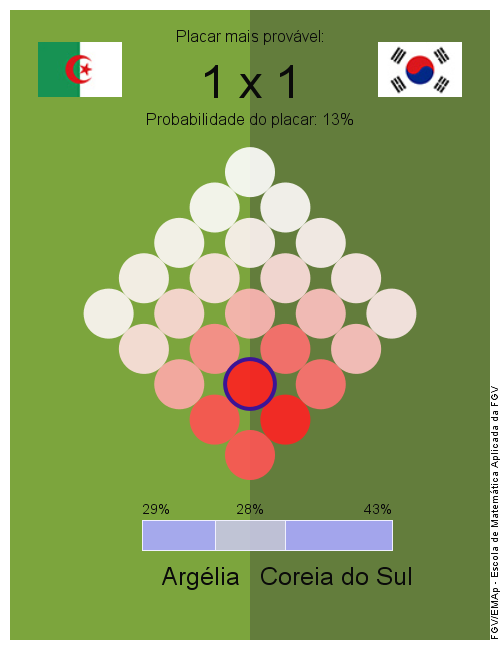 Placar mais provável:
1 x 1
Probabilidade do placar: 13%
29% 28% 43%
Argélia Coreia do Sul
FGV/EMAp - Escola de Matemática Aplicada da FGV